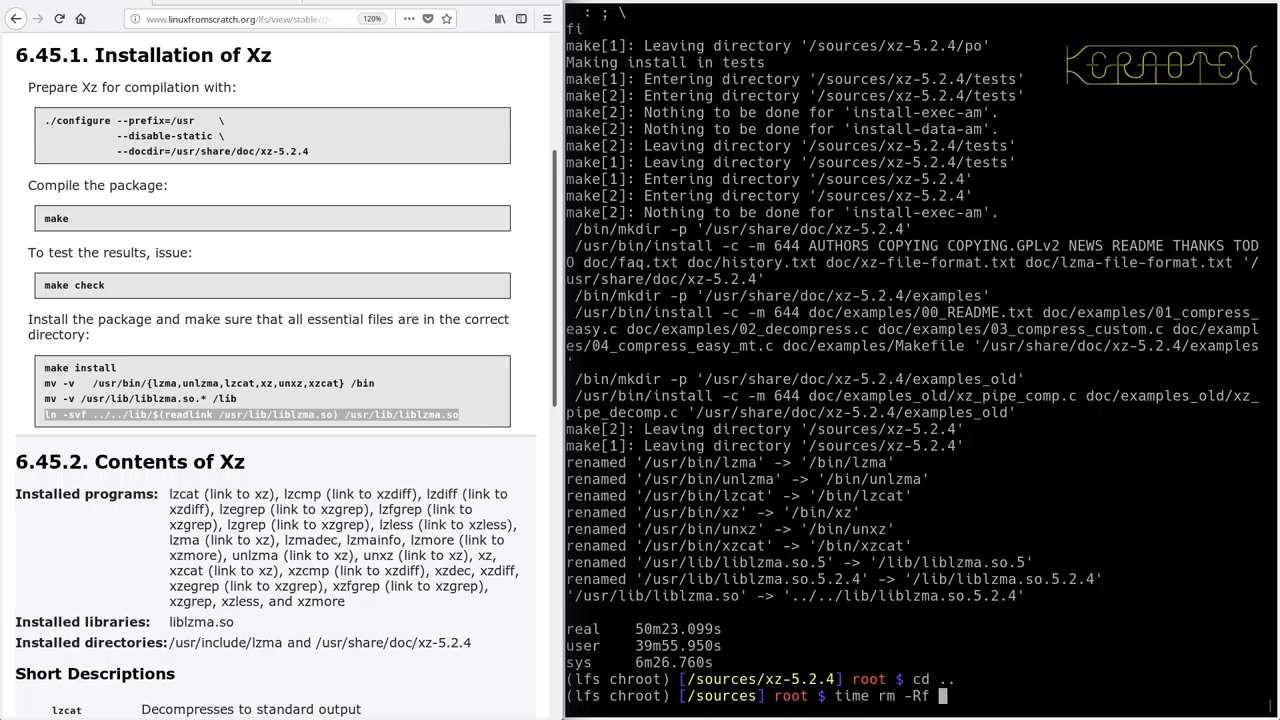 www.linuxfromscratch.org/lfs/view/stable/c
120%
6.45.1. Installation of Xz
Prepare Xz for compilation with:
./configure --prefix=/usr    \
            --disable-static \
            --docdir=/usr/share/doc/xz-5.2.4
Compile the package:
make
To test the results, issue:
make check
Install the package and make sure that all essential files are in the correct
directory:
make install
mv -v   /usr/bin/{lzma,unlzma,lzcat,xz,unxz,xzcat} /bin
mv -v /usr/lib/liblzma.so.* /lib
ln -svf ../../lib/$(readlink /usr/lib/liblzma.so) /usr/lib/liblzma.so
6.45.2. Contents of Xz
Installed programs: lzcat (link to xz), lzcmp (link to xzdiff), lzdiff (link to
xzdiff), lzegrep (link to xzgrep), lzfgrep (link to
xzgrep), lzgrep (link to xzgrep), lzless (link to xzless),
lzma (link to xz), lzmadec, lzmainfo, lzmore (link to
xzmore), unlzma (link to xz), unxz (link to xz), xz,
xzcat (link to xz), xzcmp (link to xzdiff), xzdec, xzdiff,
xzegrep (link to xzgrep), xzfgrep (link to xzgrep),
xzgrep, xzless, and xzmore
Installed libraries: liblzma.so
Installed directories: /usr/include/lzma and /usr/share/doc/xz-5.2.4
Short Descriptions
lzcat Decompresses to standard output
: ; \
fi
make[1]: Leaving directory '/sources/xz-5.2.4/po'
Making install in tests
make[1]: Entering directory '/sources/xz-5.2.4/tests'
make[2]: Entering directory '/sources/xz-5.2.4/tests'
make[2]: Nothing to be done for 'install-exec-am'.
make[2]: Nothing to be done for 'install-data-am'.
make[2]: Leaving directory '/sources/xz-5.2.4/tests'
make[1]: Leaving directory '/sources/xz-5.2.4/tests'
make[1]: Entering directory '/sources/xz-5.2.4'
make[2]: Entering directory '/sources/xz-5.2.4'
make[2]: Nothing to be done for 'install-exec-am'.
 /bin/mkdir -p '/usr/share/doc/xz-5.2.4'
 /usr/bin/install -c -m 644 AUTHORS COPYING COPYING.GPLv2 NEWS README THANKS TOD
O doc/faq.txt doc/history.txt doc/xz-file-format.txt doc/lzma-file-format.txt '/
usr/share/doc/xz-5.2.4'
 /bin/mkdir -p '/usr/share/doc/xz-5.2.4/examples'
 /usr/bin/install -c -m 644 doc/examples/00_README.txt doc/examples/01_compress_
easy.c doc/examples/02_decompress.c doc/examples/03_compress_custom.c doc/exampl
es/04_compress_easy_mt.c doc/examples/Makefile '/usr/share/doc/xz-5.2.4/examples
'
 /bin/mkdir -p '/usr/share/doc/xz-5.2.4/examples_old'
 /usr/bin/install -c -m 644 doc/examples_old/xz_pipe_comp.c doc/examples_old/xz_
pipe_decomp.c '/usr/share/doc/xz-5.2.4/examples_old'
make[2]: Leaving directory '/sources/xz-5.2.4'
make[1]: Leaving directory '/sources/xz-5.2.4'
renamed '/usr/bin/lzma' -> '/bin/lzma'
renamed '/usr/bin/unlzma' -> '/bin/unlzma'
renamed '/usr/bin/lzcat' -> '/bin/lzcat'
renamed '/usr/bin/xz' -> '/bin/xz'
renamed '/usr/bin/unxz' -> '/bin/unxz'
renamed '/usr/bin/xzcat' -> '/bin/xzcat'
renamed '/usr/lib/liblzma.so.5' -> '/lib/liblzma.so.5'
renamed '/usr/lib/liblzma.so.5.2.4' -> '/lib/liblzma.so.5.2.4'
'/usr/lib/liblzma.so' -> '../../lib/liblzma.so.5.2.4'
real    50m23.099s
user    39m55.950s
sys     6m26.760s
(lfs chroot) [/sources/xz-5.2.4] root $ cd ..
(lfs chroot) [/sources] root $ time rm -Rf
KERAOTEX